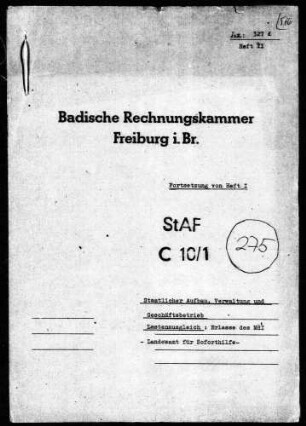 Heft II
Badische Rechnungskammer
Freiburg i. Br.
Fortsetzung von Heft I
StAF
C 10/1
275
Staatlicher Aufbau, Verwaltung und
Geschäftsbetrieb
Lastenausgleich : Erlasse des MdI
- Landesamt für Soforthilfe-